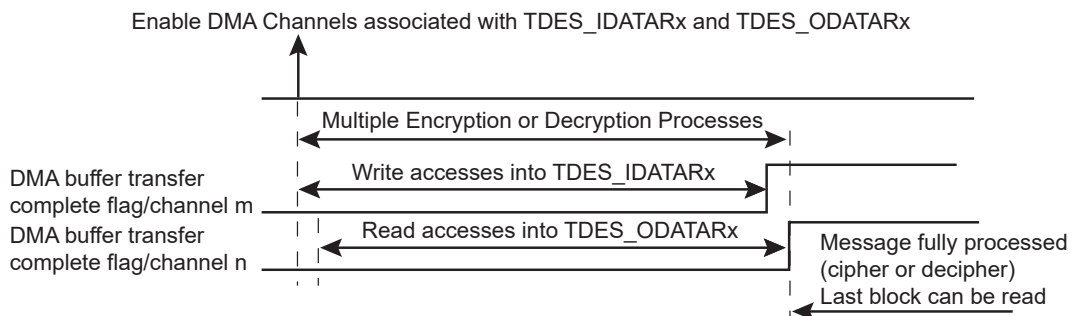 Enable DMA Channels associated with TDES_IDATARx and TDES_ODATARx
Multiple Encryption or Decryption Processes
Write accesses into TDES_IDATARx
DMA buffer transfer
complete flag/channel m
Read accesses into TDES_ODATARx
DMA buffer transfer
complete flag/channel n
Message fully processed
(cipher or decipher)
Last block can be read